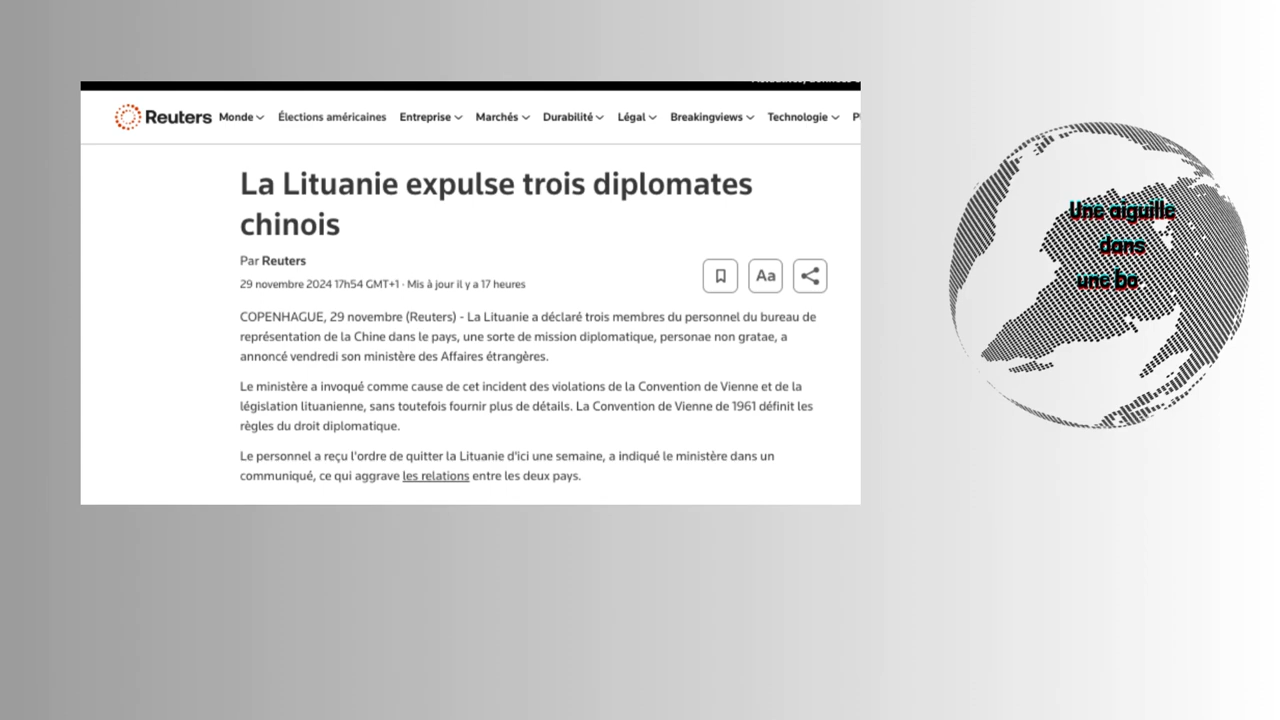 Reuters
Monde
Élections américaines
Entreprise
Marchés
Durabilité
Légal
Breakingviews
Technologie
La Lituanie expulse trois diplomates
chinois
Par Reuters
29 novembre 2024 17h54 GMT+1 · Mis à jour il y a 17 heures
Aa
COPENHAGUE, 29 novembre (Reuters) - La Lituanie a déclaré trois membres du personnel du bureau de
représentation de la Chine dans le pays, une sorte de mission diplomatique, personae non gratae, a
annoncé vendredi son ministère des Affaires étrangères.
Le ministère a invoqué comme cause de cet incident des violations de la Convention de Vienne et de la
législation lituanienne, sans toutefois fournir plus de détails. La Convention de Vienne de 1961 définit les
règles du droit diplomatique.
Le personnel a reçu l'ordre de quitter la Lituanie d'ici une semaine, a indiqué le ministère dans un
communiqué, ce qui aggrave les relations entre les deux pays.
Une aiguille
dans
une bo